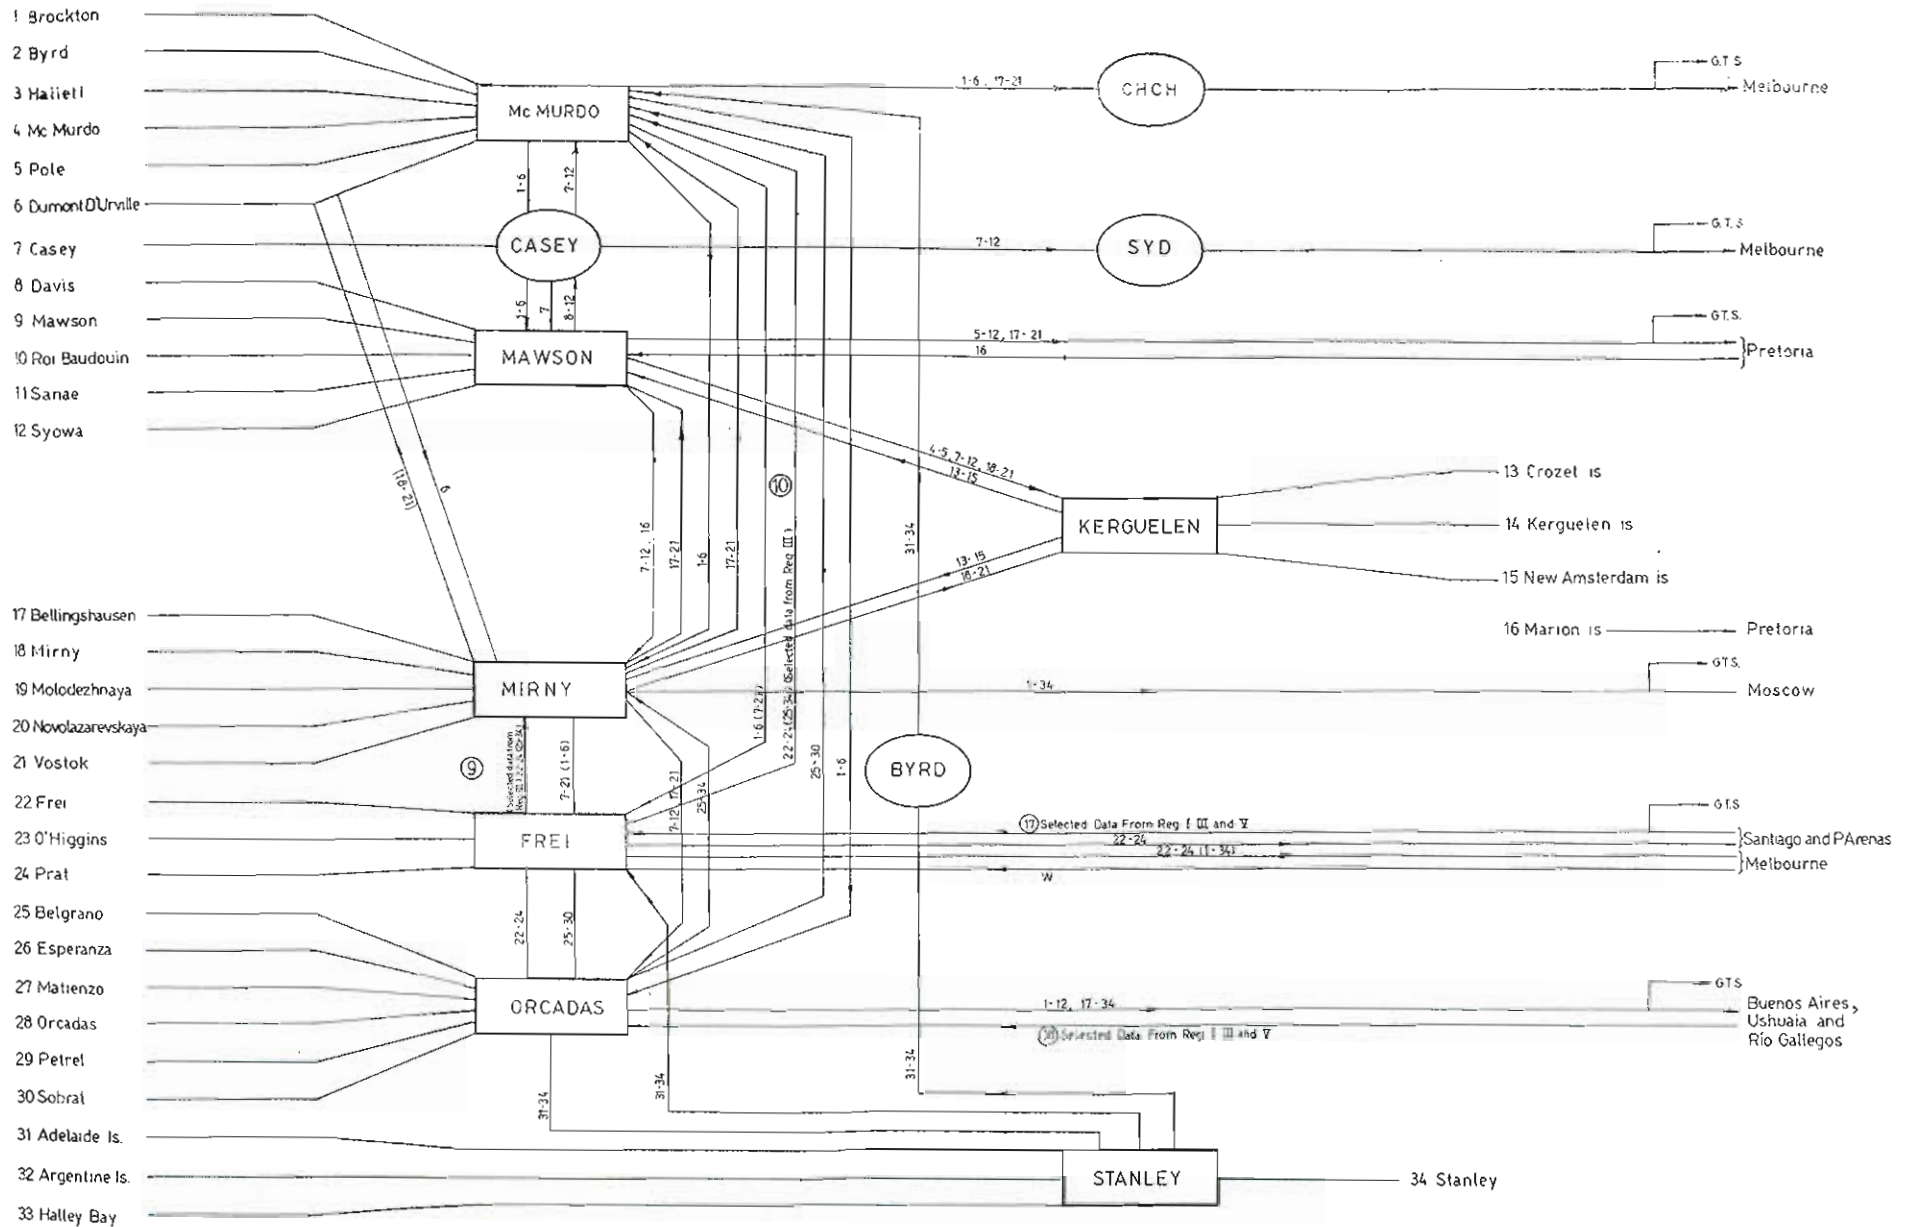 1 Brockton
2 Byrd
3 Hallett
4 Mc Murdo
5 Pole
6 Dumont D'Urville
7 Casey
8 Davis
9 Mawson
10 Roi Baudouin
11 Sanae
12 Syowa
17 Bellingshausen
18 Mirny
19 Molodezhnaya
20 Novolazarevskaya
21 Vostok
22 Frei
23 O'Higgins
24 Prat
25 Belgrano
26 Esperanza
27 Matienzo
28 Orcadas
29 Petrel
30 Sobral
31 Adelaide Is.
32 Argentine Is.
33 Halley Bay
Mc MURDO
1-6
7-12
CASEY
1-6
7
8-12
MAWSON
(18-21)
6
7-12, 16
17-21
1-6
17-21
10
MIRNY
9
Selected data from
7-21 (1-6)
1-6 (7-21)
22-24 (25-34) (Selected data from Reg III)
25-30
1-6
FREI
7-12, 17-21
25-34
22-24
25-30
ORCADAS
31-34
31-34
31-34
BYRD
31-34
STANLEY
34 Stanley
1-6, 17-21
CHCH
G.T.S
Melbourne
7-12
SYD
G.T.S
Melbourne
5-12, 17-21
16
G.T.S.
Pretoria
4-5, 7-12, 18-21
13-15
KERGUELEN
13-15
18-21
13 Crozet is
14 Kerguelen is
15 New Amsterdam is
16 Marion is
Pretoria
1-34
GTS.
Moscow
17 Selected Data From Reg I III and V
22-24
22-24 (1-34)
W
GTS
Santiago and P.Arenas
Melbourne
1-12, 17-34
Selected Data From Reg I III and V
GTS
Buenos Aires,
Ushuaia and
Rio Gallegos